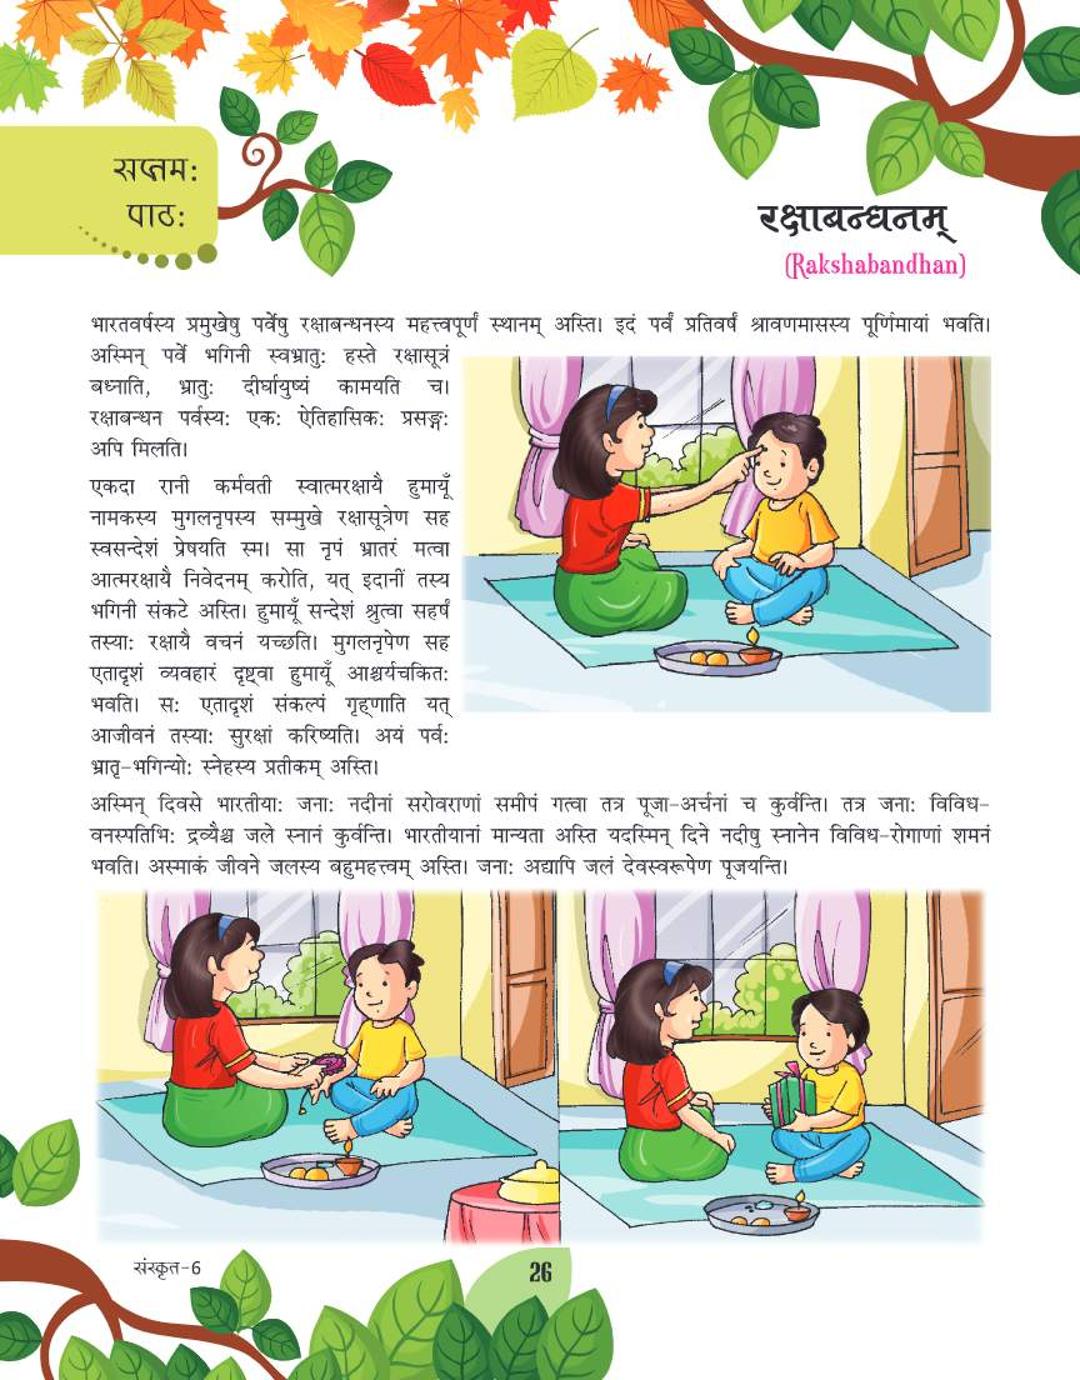 सप्तम:
पाठ:
रक्षाबन्धनम्
(Rakshabandhan)
भारतवर्षस्य प्रमुखेषु पर्वेषु रक्षाबन्धनस्य महत्त्वपूर्णं स्थानम् अस्ति। इदं पर्वं प्रतिवर्षं श्रावणमासस्य पूर्णिमायां भवति।
अस्मिन् पर्वे भगिनी स्वभ्रातु: हस्ते रक्षासूत्रं
बध्नाति, भ्रातु: दीर्घायुष्यं कामयति च।
रक्षाबन्धन पर्वस्य: एक: ऐतिहासिक: प्रसङ्ग:
अपि मिलति।
एकदा रानी कर्मवती स्वात्मरक्षायै हुमायूँ
नामकस्य मुगलनृपस्य सम्मुखे रक्षासूत्रेण सह
स्वसन्देशं प्रेषयति स्म। सा नृपं भ्रातरं मत्वा
आत्मरक्षायै निवेदनम् करोति, यत् इदानीं तस्य
भगिनी संकटे अस्ति। हुमायूँ सन्देशं श्रुत्वा सहर्षं
तस्या: रक्षायै वचनं यच्छति। मुगलनृपेण सह
एतादृशं व्यवहारं दृष्ट्वा हुमायूँ आश्चर्यचकित:
भवति। स: एतादृशं संकल्पं गृह्णाति यत्
आजीवनं तस्या: सुरक्षां करिष्यति। अयं पर्व:
भ्रातृ-भगिन्यो: स्नेहस्य प्रतीकम् अस्ति।
अस्मिन् दिवसे भारतीया: जना: नदीनां सरोवराणां समीपं गत्वा तत्र पूजा-अर्चनां च कुर्वन्ति। तत्र जना: विविध-
वनस्पतिभि: द्रव्यैश्च जले स्नानं कुर्वन्ति। भारतीयानां मान्यता अस्ति यदस्मिन् दिने नदीषु स्नानेन विविध-रोगाणां शमनं
भवति। अस्माकं जीवने जलस्य बहुमहत्त्वम् अस्ति। जना: अद्यापि जलं देवस्वरूपेण पूजयन्ति।
संस्कृत-6
26